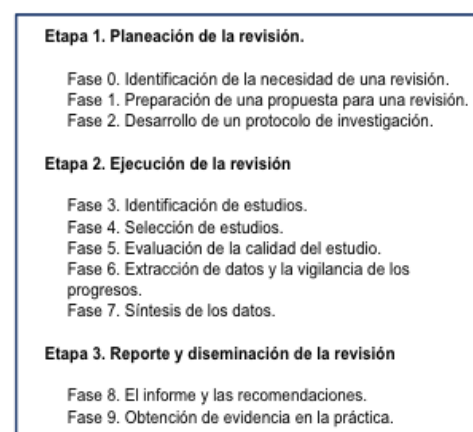 Etapa 1. Planeación de la revisión.
Fase 0. Identificación de la necesidad de una revisión.
Fase 1. Preparación de una propuesta para una revisión.
Fase 2. Desarrollo de un protocolo de investigación.
Etapa 2. Ejecución de la revisión
Fase 3. Identificación de estudios.
Fase 4. Selección de estudios.
Fase 5. Evaluación de la calidad del estudio.
Fase 6. Extracción de datos y la vigilancia de los
progresos.
Fase 7. Síntesis de los datos.
Etapa 3. Reporte y diseminación de la revisión
Fase 8. El informe y las recomendaciones.
Fase 9. Obtención de evidencia en la práctica.